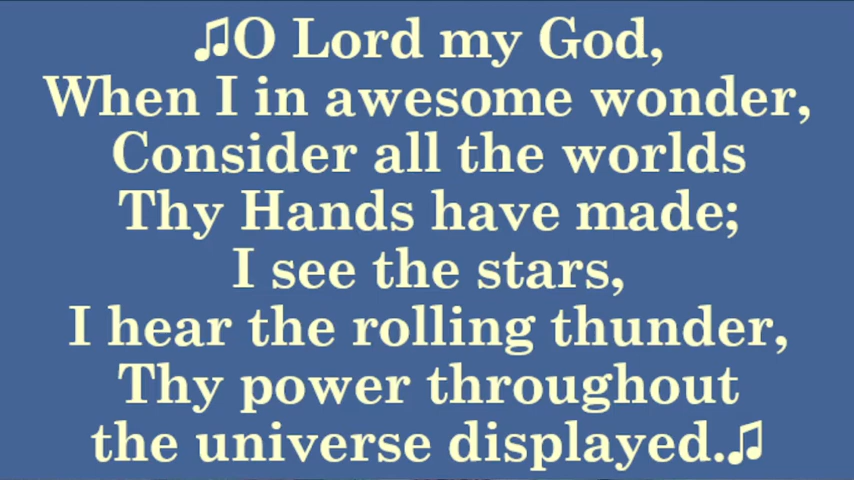 ♫O Lord my God,
When I in awesome wonder,
Consider all the worlds
Thy Hands have made;
I see the stars,
I hear the rolling thunder,
Thy power throughout
the universe displayed.♫